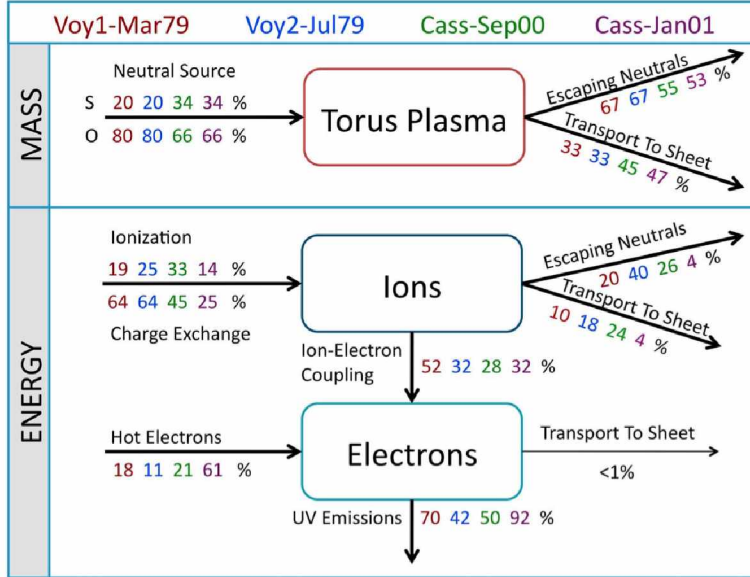 Voy1-Mar79 Voy2-Jul79 Cass-Sep00 Cass-Jan01
MASS
Neutral Source
S 20 20 34 34 %
O 80 80 66 66 %
Torus Plasma
Escaping Neutrals
67 67 55 53 %
Transport To Sheet
33 33 45 47 %
ENERGY
Ionization
19 25 33 14 %
64 64 45 25 %
Charge Exchange
Ions
Escaping Neutrals
20 40 26 4 %
Transport To Sheet
10 18 24 4 %
Ion-Electron
Coupling
52 32 28 32 %
Hot Electrons
18 11 21 61 %
Electrons
Transport To Sheet
<1%
UV Emissions 70 42 50 92 %